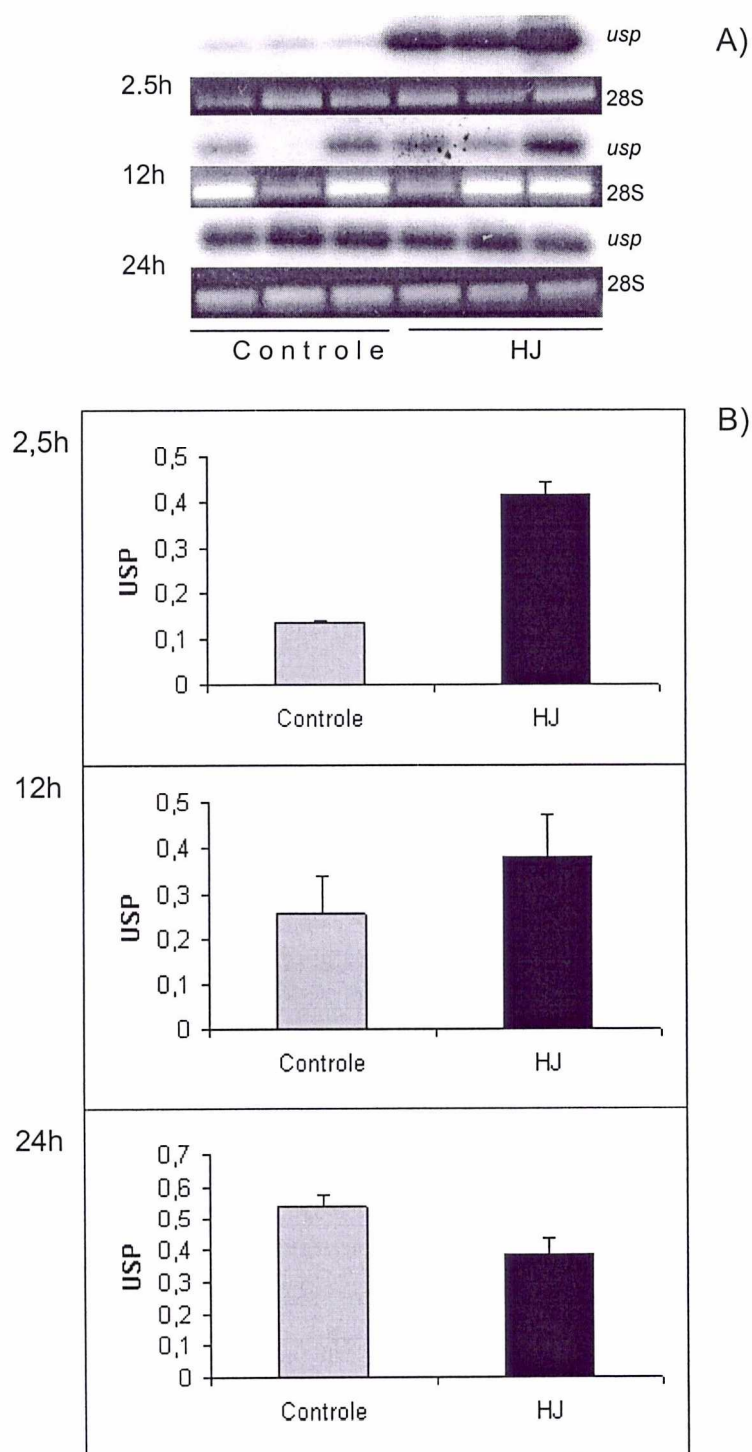 usp
A)
2.5h
28S
usp
12h
28S
usp
24h
28S
Controle HJ
B)
2,5h
0,5
0,4
0,3
0,2
0,1
0
USP
Controle HJ
12h
0,5
0,4
0,3
0,2
0,1
0
USP
Controle HJ
24h
0,7
0,6
0,5
0,4
0,3
0,2
0,1
0
USP
Controle HJ